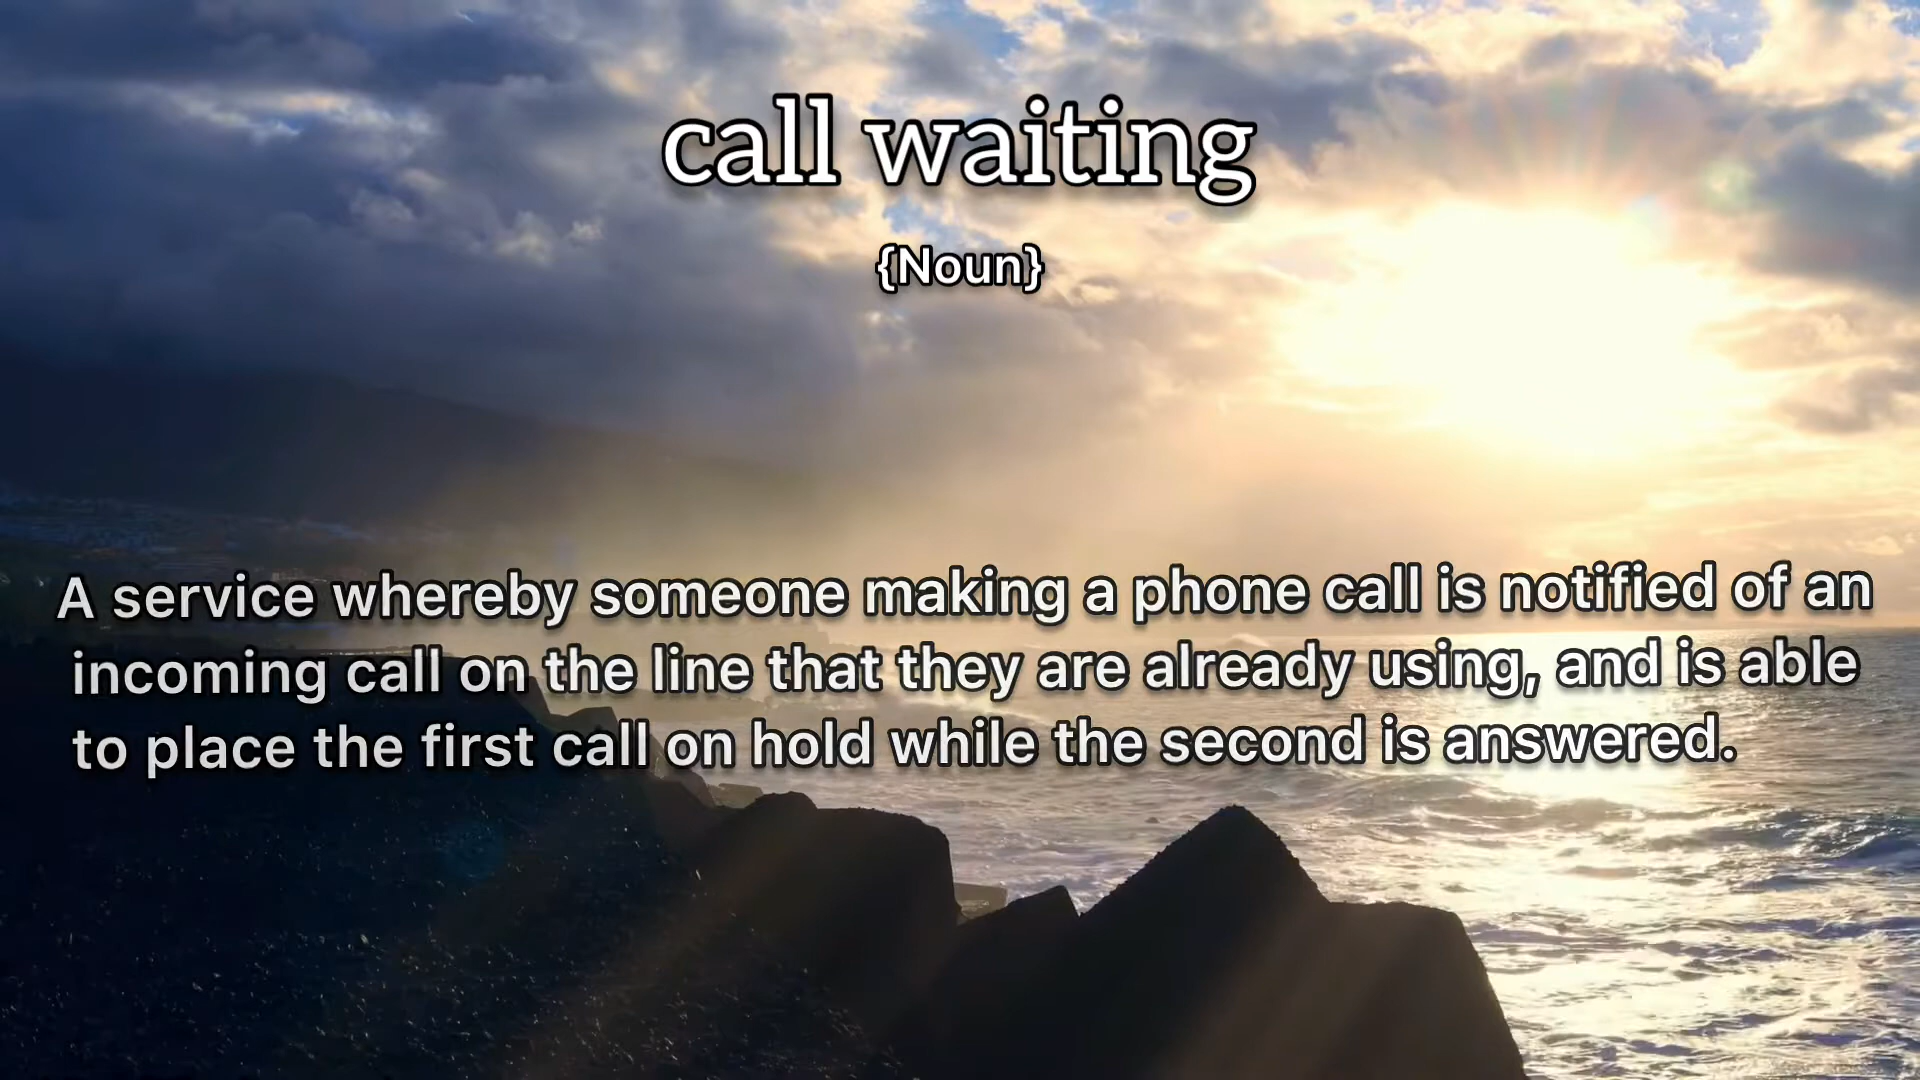 call waiting
{Noun}
A service whereby someone making a phone call is notified of an
incoming call on the line that they are already using, and is able
to place the first call on hold while the second is answered.